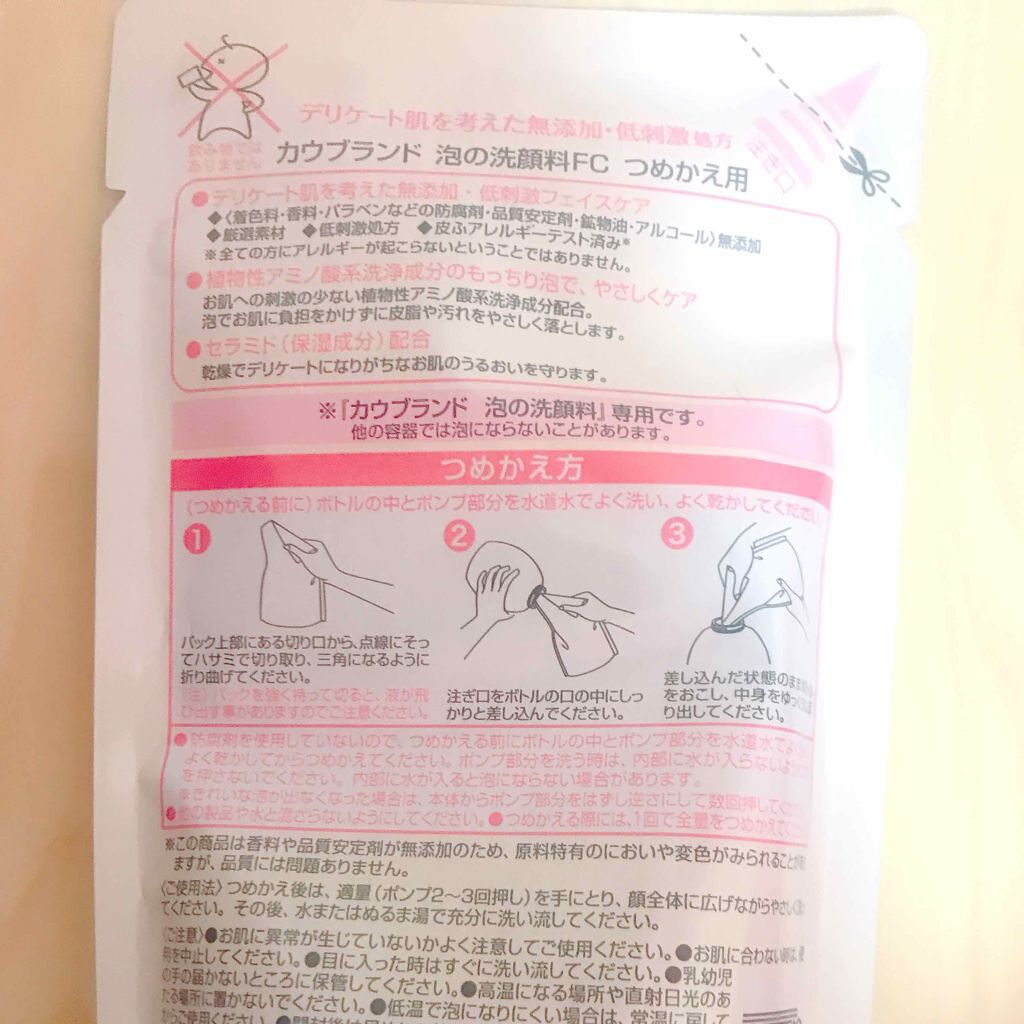 飲み物では
ありません
デリケート肌を考えた無添加・低刺激処方
注ぎ口
カウブランド 泡の洗顔料FC つめかえ用
●デリケート肌を考えた無添加・低刺激フェイスケア
◆〈着色料・香料・パラベンなどの防腐剤・品質安定剤・鉱物油・アルコール〉無添加
◆厳選素材 ◆低刺激処方 ◆皮ふアレルギーテスト済み※
※全ての方にアレルギーが起こらないということではありません。
●植物性アミノ酸系洗浄成分のもっちり泡で、やさしくケア
お肌への刺激の少ない植物性アミノ酸系洗浄成分配合。
泡でお肌に負担をかけずに皮脂や汚れをやさしく落とします。
●セラミド(保湿成分)配合
乾燥でデリケートになりがちなお肌のうるおいを守ります。
※『カウブランド 泡の洗顔料』専用です。
他の容器では泡にならないことがあります。
つめかえ方
(つめかえる前に)ボトルの中とポンプ部分を水道水でよく洗い、よく乾かしてください
1
パック上部にある切り口から、点線にそっ
てハサミで切り取り、三角になるように
折り曲げてください。
(注)パックを強く持って切ると、液が飛
び出す事がありますのでご注意ください。
2
注ぎ口をボトルの口の中にしっ
かりと差し込んでください。
3
差し込んだ状態のまま
をおこし、中身をゆっくり
り出してください。
●防腐剤を使用していないので、つめかえる前にボトルの中とポンプ部分を水道水で
よく乾かしてからつめかえてください。ポンプ部分を洗う時は、内部に水が入らない
を押さないでください。内部に水が入ると泡にならない場合があります。
※きれいな泡が出なくなった場合は、本体からポンプ部分をはずし逆さにして数回押して
●他の製品や水と混ざらないようにしてください。●つめかえる際には、1回で全量をつめかえて
※この商品は香料や品質安定剤が無添加のため、原料特有のにおいや変色がみられること
ますが、品質には問題ありません。
〈ご使用法〉つめかえ後は、適量(ポンプ2〜3回押し)を手にとり、顔全体に広げながらやさしく
てください。その後、水またはぬるま湯で充分に洗い流してください。
〈ご注意〉●お肌に異常が生じていないかよく注意してご使用ください。●お肌に合わない時は、使
用を中止してください。●目に入った時はすぐに洗い流してください。●乳幼児
の手の届かないところに保管してください。●高温になる場所や直射日光のあ
たる場所に置かないでください。●低温で泡になりにくい場合は、常温に戻して
からご使用ください。